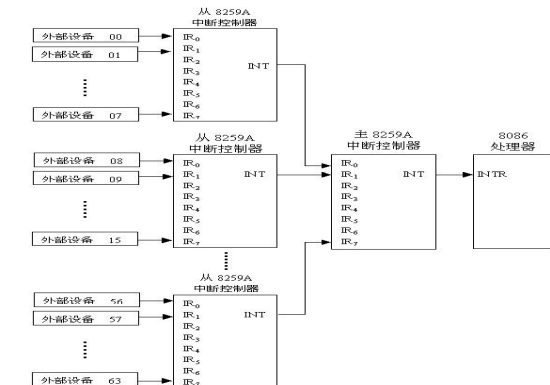 从 8259A
中断控制器
外部设备 00
外部设备 01
外部设备 07
IR₀
IR₁
IR₂
IR₃
IR₄
IR₅
IR₆
IR₇
INT
从 8259A
中断控制器
外部设备 08
外部设备 09
外部设备 15
IR₀
IR₁
IR₂
IR₃
IR₄
IR₅
IR₆
IR₇
INT
主 8259A
中断控制器
IR₀
IR₁
IR₂
IR₃
IR₄
IR₅
IR₆
IR₇
INT
8086
处理器
INTR
从 8259A
中断控制器
外部设备 56
外部设备 57
外部设备 63
IR₀
IR₁
IR₂
IR₃
IR₄
IR₅
IR₆
IR₇
INT